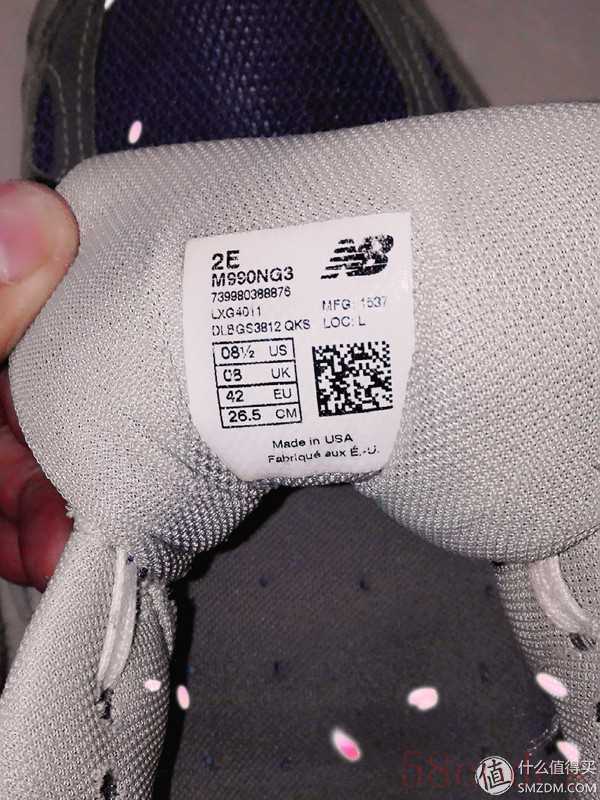 2E
M990NG3
739980388876
LXG4011 MFG: 1537
DLBGS3812 QKS LOC: L
08½ US
08 UK
42 EU
26.5 CM
Made in USA
Fabriqué aux É.-U.
值 什么值得买
SMZDM.COM